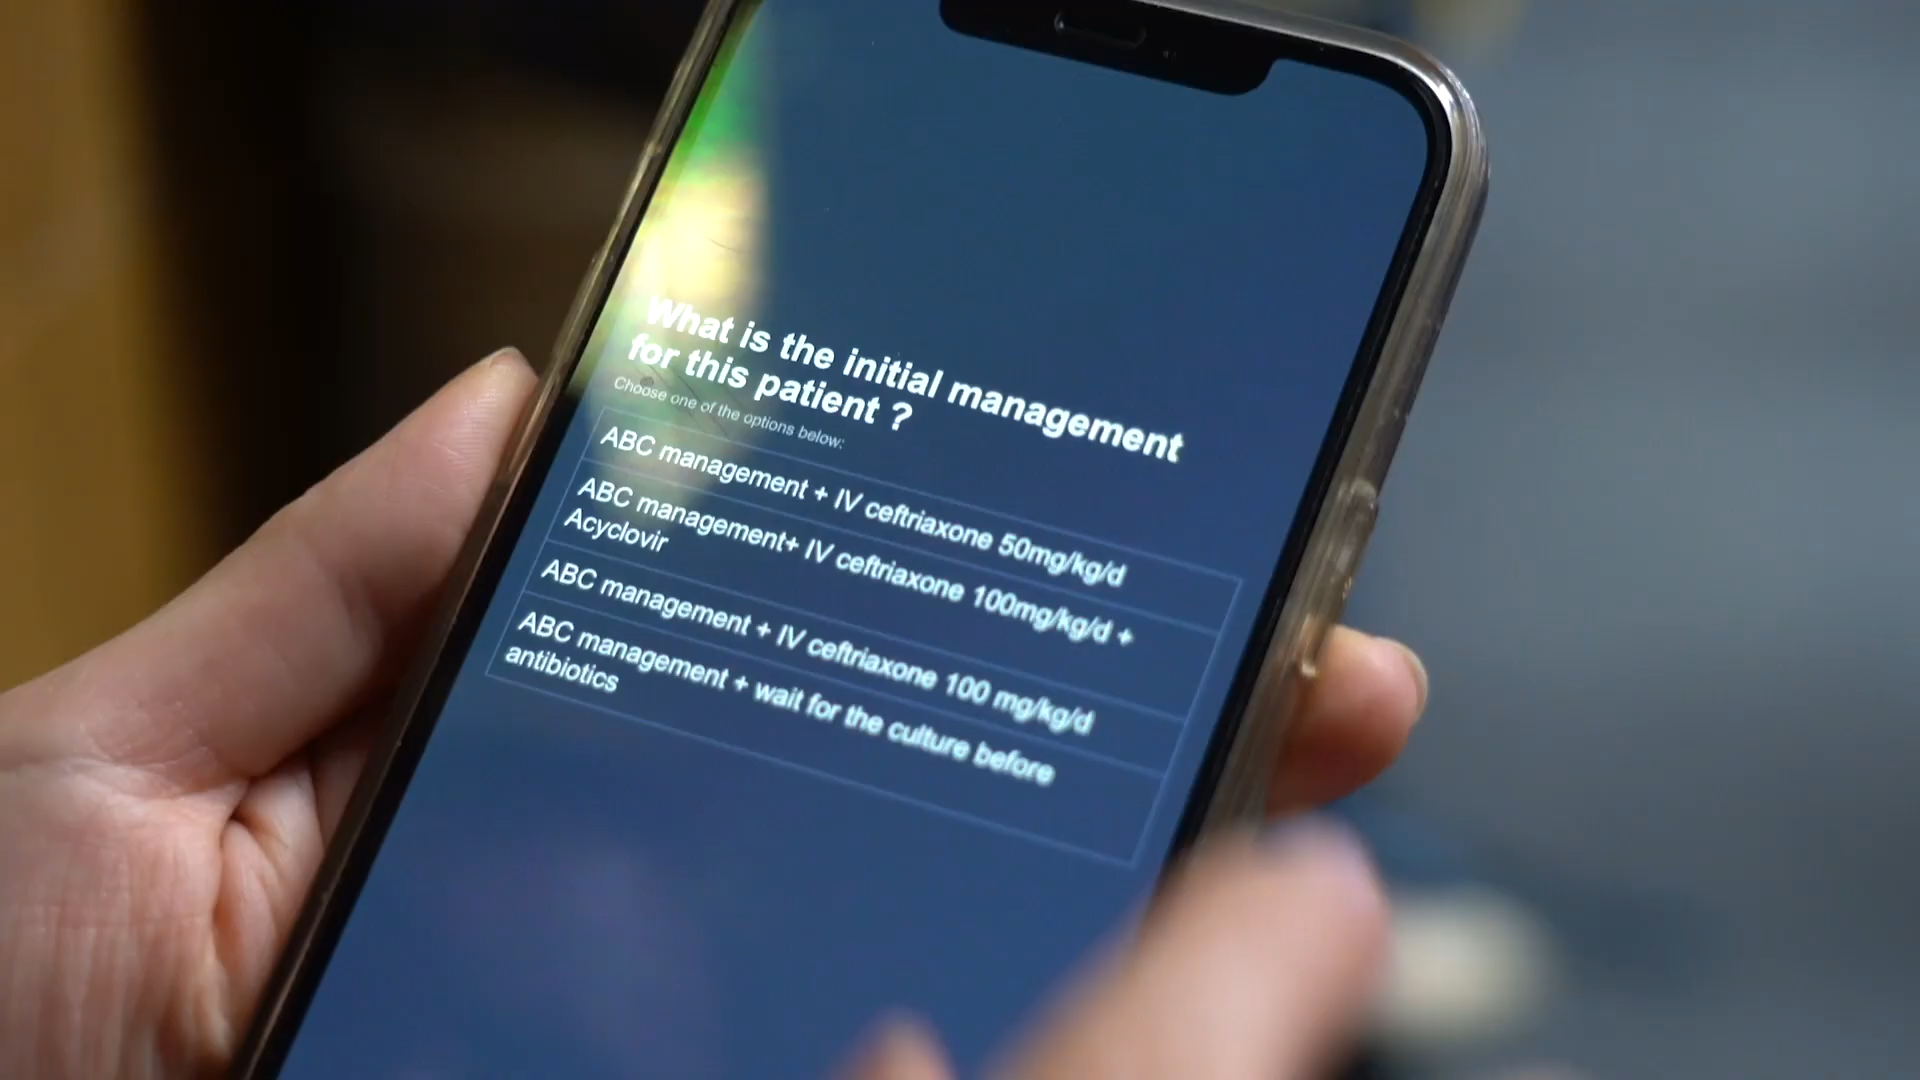 What is the initial management
for this patient ?
Choose one of the options below:
ABC management + IV ceftriaxone 50mg/kg/d
ABC management+ IV ceftriaxone 100mg/kg/d +
Acyclovir
ABC management + IV ceftriaxone 100 mg/kg/d
ABC management + wait for the culture before
antibiotics